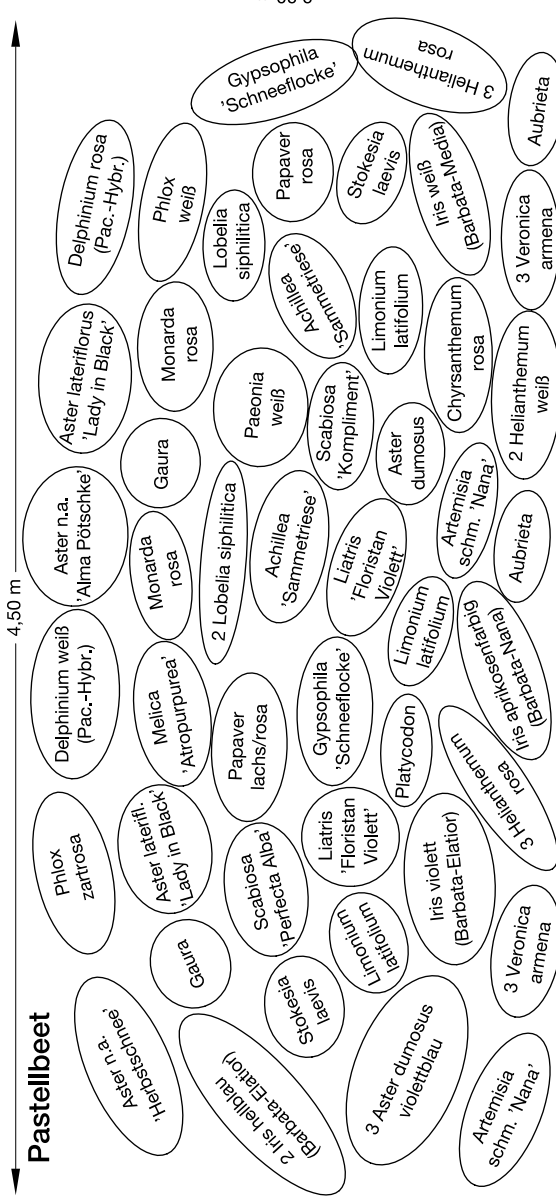 4,50 m
Pastellbeet
Aster n.a.
'Herbstschnee'
Phlox
zartrosa
Delphinium weiß
(Pac.-Hybr.)
Aster n.a.
'Alma Pötschke'
Aster lateriflorus
'Lady in Black'
Delphinium rosa
(Pac.-Hybr.)
Gaura
Aster laterifl.
'Lady in Black'
Melica
'Atropurpurea'
Monarda
rosa
Gaura
Monarda
rosa
Phlox
weiß
2 Iris hellblau
(Barbata-Elatior)
Scabiosa
'Perfecta Alba'
Papaver
lachs/rosa
2 Lobelia siphilitica
Paeonia
weiß
Lobelia
siphilitica
Gypsophila
'Schneeflocke'
Stokesia
laevis
Liatris
'Floristan
Violett'
Gypsophila
'Schneeflocke'
Achillea
'Sammetriese'
Scabiosa
'Kompliment'
Achillea
'Sammetriese'
Papaver
rosa
3 Aster dumosus
violettblau
Limonium
latifolium
Platycodon
Limonium
latifolium
Liatris
'Floristan
Violett'
Aster
dumosus
Limonium
latifolium
Stokesia
laevis
3 Helianthemum
rosa
Iris violett
(Barbata-Elatior)
3 Helianthemum
rosa
Iris aprikosenfarbig
(Barbata-Nana)
Artemisia
schm. 'Nana'
Chrysanthemum
rosa
Iris weiß
(Barbata-Media)
Artemisia
schm. 'Nana'
3 Veronica
armena
Aubrieta
2 Helianthemum
weiß
3 Veronica
armena
Aubrieta